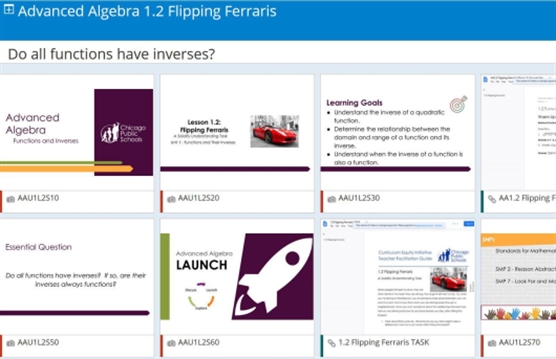 Advanced Algebra 1.2 Flipping Ferraris
Do all functions have inverses?
Advanced
Algebra
Functions and Inverses
Chicago
Public
Schools
Lesson 1.2:
Flipping Ferraris
A Solidify Understanding Task
Unit 1 - Functions and Their Inverses
Learning Goals
● Understand the inverse of a quadratic
function.
● Determine the relationship between the
domain and range of a function and its
inverse.
● Understand when the inverse of a function is
also a function.
AAU1L2S10
AAU1L2S20
AAU1L2S30
AA1.2 Flipping F
Essential Question
Do all functions have inverses? If so, are their
inverses always functions?
Advanced Algebra
LAUNCH
Discuss
Launch
Explore
Curriculum Equity Initiative
Teacher Facilitation Guide
Chicago
Public
Schools
1.2 Flipping Ferraris
A Solidify Understanding Task
SMPs
Standards for Mathema
SMP 2 - Reason Abstrac
SMP 7 - Look For and M
AAU1L2S50
AAU1L2S60
1.2 Flipping Ferraris TASK
AAU1L2S70